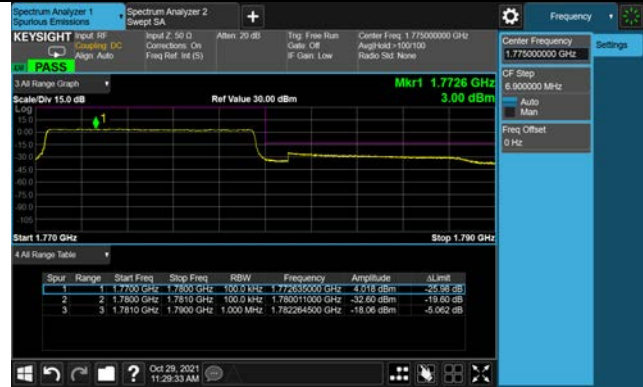 Spectrum Analyzer 1
Spurious Emissions
Spectrum Analyzer 2
Swept SA
Frequency
KEYSIGHT
Input: RF
Coupling: DC
Align: Auto
Input Z: 50 Ω
Corrections: On
Freq Ref: Int (S)
Atten: 20 dB
Trig: Free Run
Gate: Off
IF Gain: Low
Center Freq: 1.775000000 GHz
Avg|Hold:>100/100
Radio Std: None
PASS
Center Frequency
1.775000000 GHz
Settings
CF Step
6.900000 MHz
Auto
Man
Freq Offset
0 Hz
3 All Range Graph
Mkr1 1.7726 GHz
Scale/Div 15.0 dB
Ref Value 30.00 dBm
3.00 dBm
Log
15.0
0.00
-15.0
-30.0
-45.0
-60.0
-75.0
-90.0
-105
1
Start 1.770 GHz
Stop 1.790 GHz
4 All Range Table
Spur Range Start Freq Stop Freq RBW Frequency Amplitude ΔLimit
1 1 1.7700 GHz 1.7800 GHz 100.0 kHz 1.772635000 GHz 4.018 dBm -25.98 dB
2 2 1.7800 GHz 1.7810 GHz 100.0 kHz 1.780011000 GHz -32.60 dBm -19.60 dB
3 3 1.7810 GHz 1.7900 GHz 1.000 MHz 1.782264500 GHz -18.06 dBm -5.062 dB
Oct 29, 2021
11:29:33 AM